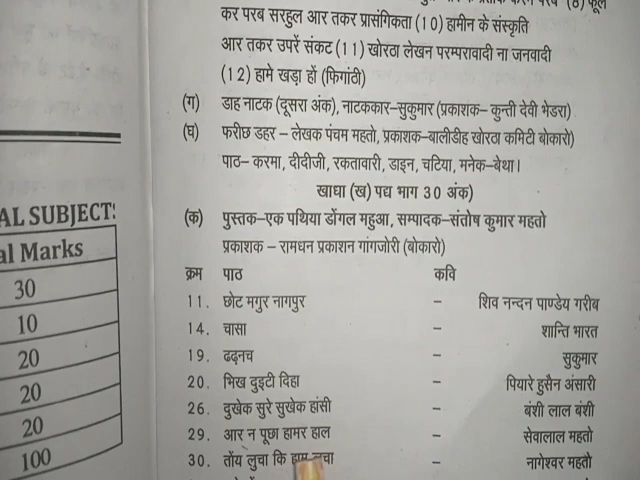 (8) फूल
कर परब सरहुल आर तकर प्रासंगिकता (10) हामीन के संस्कृति
आर तकर उपरें संकट (11) खोरठा लेखन परम्परावादी ना जनवादी
(12) हामे खड़ा हों (फिगांठी)
(ग) डाह नाटक (दूसरा अंक), नाटककार-सुकुमार (प्रकाशक- कुन्ती देवी भेडरा)
(घ) फरीछ डहर - लेखक पंचम महतो, प्रकाशक-बालीडीह खोरठा कमिटी बोकारो)
पाठ- करमा, दीदीजी, रकतावारी, डाइन, चटिया, मनेक-बेथा।
खाधा (ख) पद्य भाग 30 अंक)
(क) पुस्तक-एक पथिया डोंगल महुआ, सम्पादक-संतोष कुमार महतो
प्रकाशक - रामधन प्रकाशन गांगजोरी (बोकारो)
क्रम पाठ कवि
11. छोट मगुर नागपुर - शिव नन्दन पाण्डेय गरीब
14. चासा - शान्ति भारत
19. ढढ़नच - सुकुमार
20. भिख दुइटी दिहा - पियारे हुसैन अंसारी
26. दुखेक सुरे सुखेक हांसी - बंशी लाल बंशी
29. आर न पूछा हामर हाल - सेवालाल महतो
30. तोंय लुचा कि हाम लुचा - नागेश्वर महतो
AL SUBJECT:
al Marks
30
10
20
20
20
100